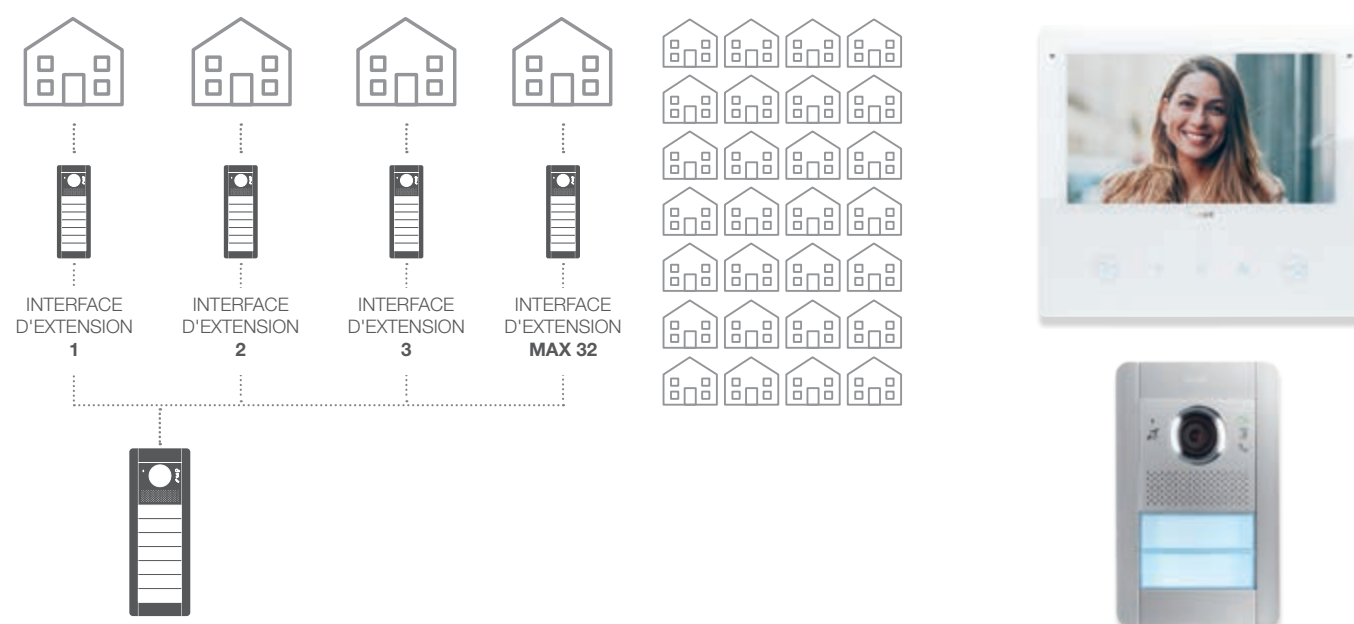 INTERFACE
D'EXTENSION
1
INTERFACE
D'EXTENSION
2
INTERFACE
D'EXTENSION
3
INTERFACE
D'EXTENSION
MAX 32